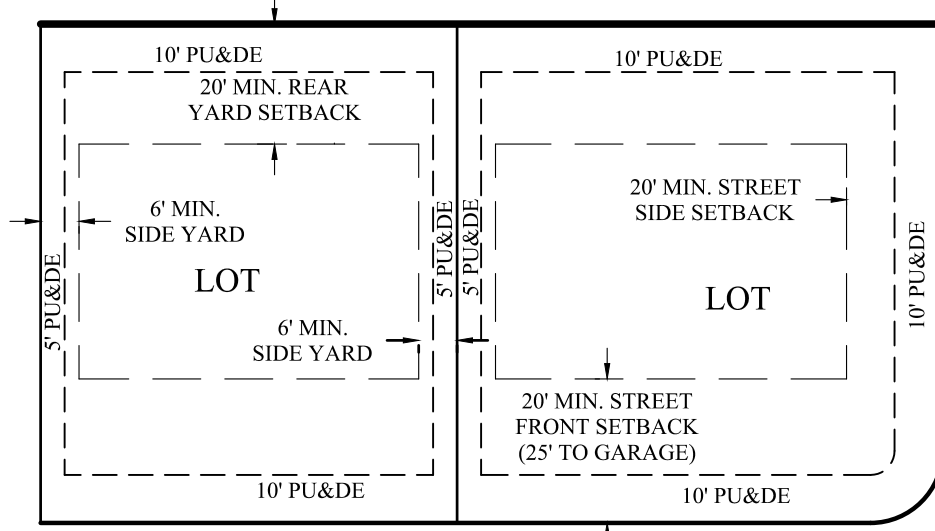 10' PU&DE
10' PU&DE
20' MIN. REAR
YARD SETBACK
6' MIN.
SIDE YARD
20' MIN. STREET
SIDE SETBACK
5' PU&DE
LOT
5' PU&DE
5' PU&DE
LOT
10' PU&DE
6' MIN.
SIDE YARD
20' MIN. STREET
FRONT SETBACK
(25' TO GARAGE)
10' PU&DE
10' PU&DE